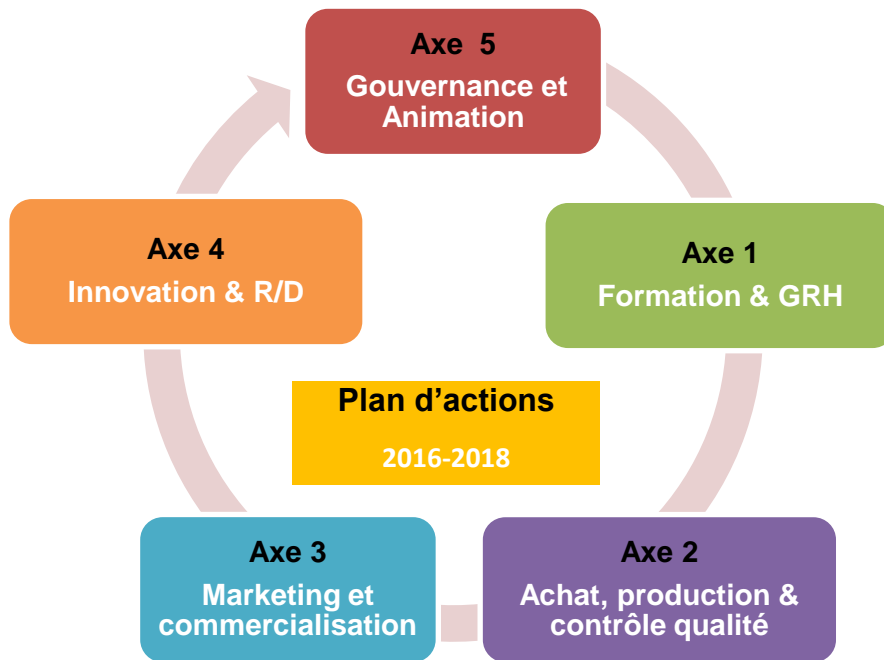 Axe 5
Gouvernance et
Animation
Axe 4
Innovation & R/D
Axe 1
Formation & GRH
Plan d’actions
2016-2018
Axe 3
Marketing et
commercialisation
Axe 2
Achat, production &
contrôle qualité